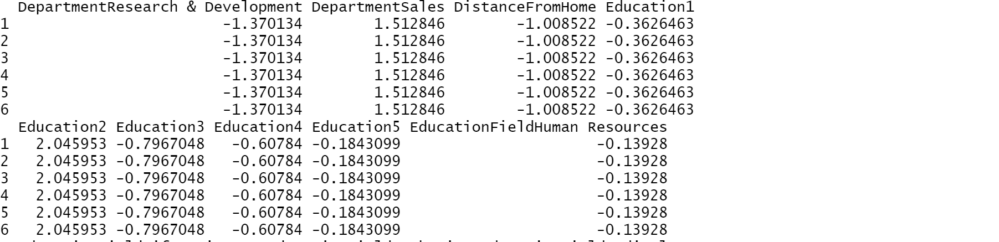 DepartmentResearch & Development DepartmentSales DistanceFromHome Education1
1 -1.370134 1.512846 -1.008522 -0.3626463
2 -1.370134 1.512846 -1.008522 -0.3626463
3 -1.370134 1.512846 -1.008522 -0.3626463
4 -1.370134 1.512846 -1.008522 -0.3626463
5 -1.370134 1.512846 -1.008522 -0.3626463
6 -1.370134 1.512846 -1.008522 -0.3626463
Education2 Education3 Education4 Education5 EducationFieldHuman Resources
1 2.045953 -0.7967048 -0.60784 -0.1843099 -0.13928
2 2.045953 -0.7967048 -0.60784 -0.1843099 -0.13928
3 2.045953 -0.7967048 -0.60784 -0.1843099 -0.13928
4 2.045953 -0.7967048 -0.60784 -0.1843099 -0.13928
5 2.045953 -0.7967048 -0.60784 -0.1843099 -0.13928
6 2.045953 -0.7967048 -0.60784 -0.1843099 -0.13928